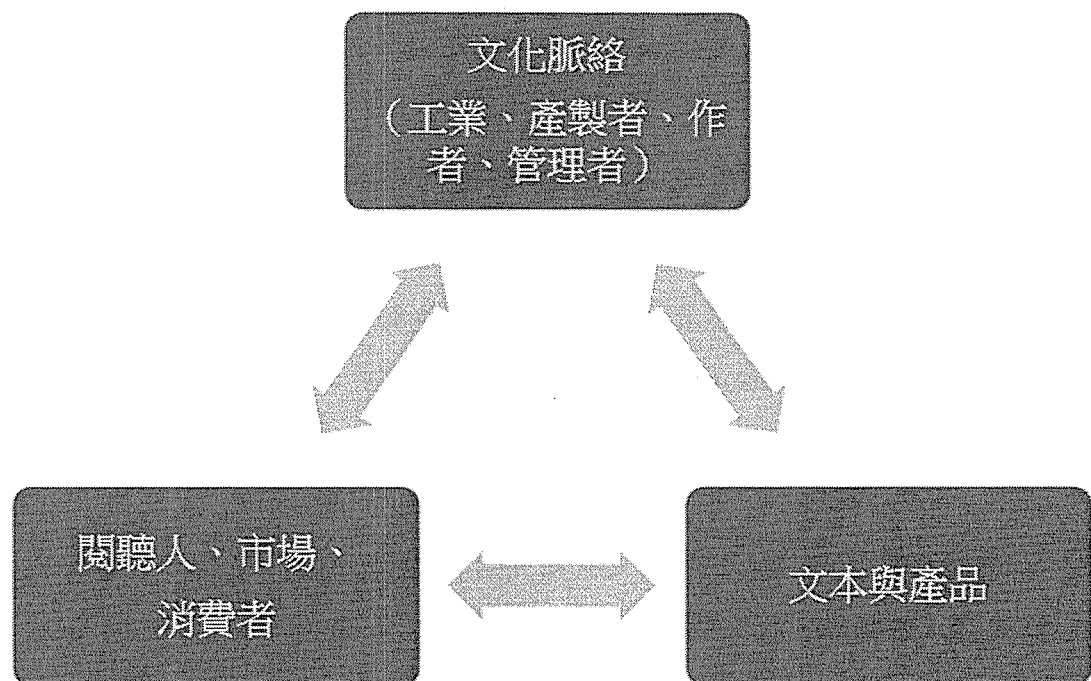 文化脈絡
（工業、產製者、作
者、管理者）
閱聽人、市場、
消費者
文本與產品